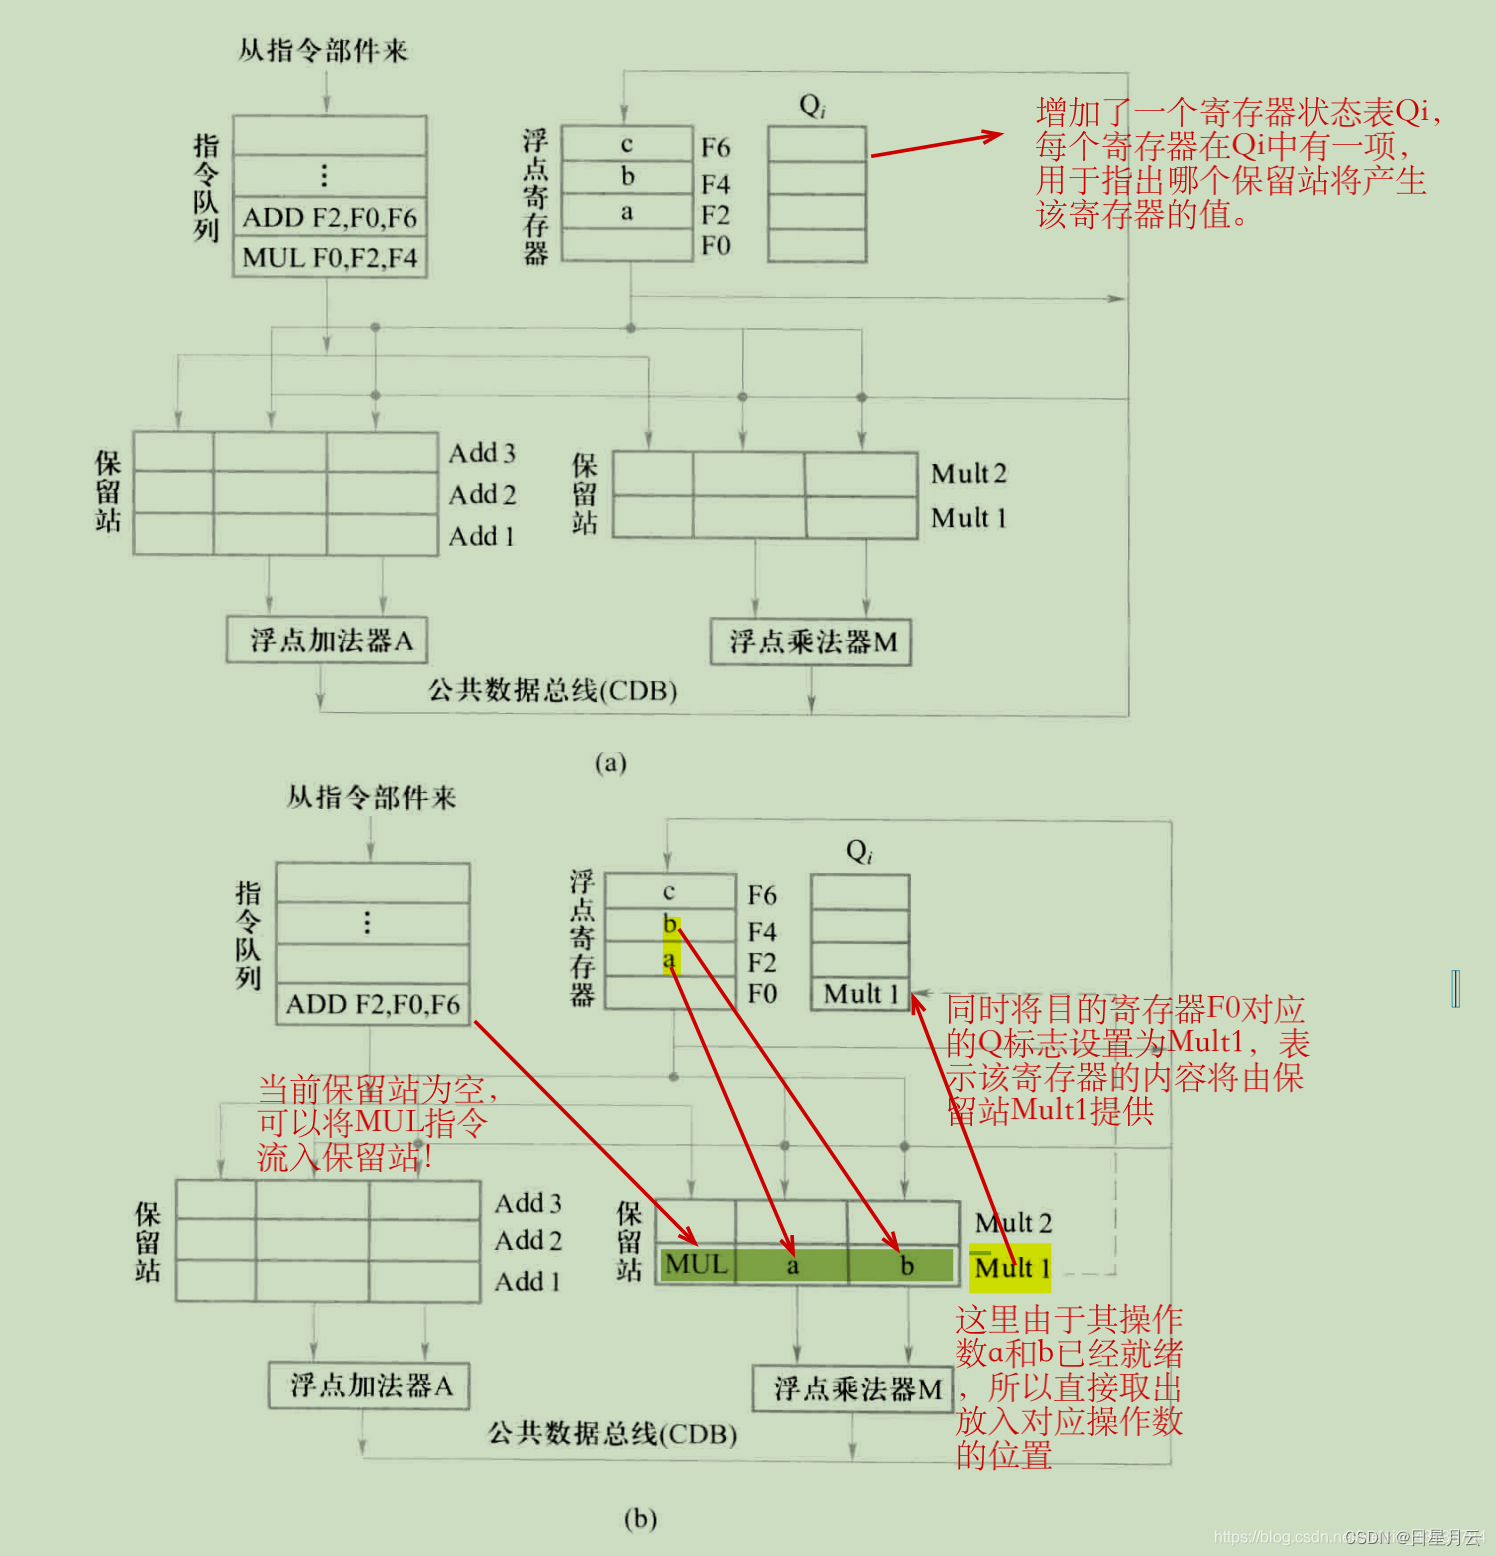 从指令部件来
指令队列
⋮
ADD F2,F0,F6
MUL F0,F2,F4
浮点寄存器
c
F6
b
F4
a
F2
F0
Qi
增加了一个寄存器状态表Qi,
每个寄存器在Qi中有一项,
用于指出哪个保留站将产生
该寄存器的值。
保留站
Add 3
Add 2
Add 1
保留站
Mult 2
Mult 1
浮点加法器A
浮点乘法器M
公共数据总线(CDB)
(a)
从指令部件来
指令队列
⋮
ADD F2,F0,F6
浮点寄存器
c
F6
b
F4
a
F2
F0
Qi
Mult 1
同时将目的寄存器F0对应
的Q标志设置为Mult1, 表
示该寄存器的内容将由保
留站Mult1提供
当前保留站为空,
可以将MUL指令
流入保留站!
保留站
Add 3
Add 2
Add 1
保留站
Mult 2
MUL a b
Mult 1
这里由于其操作
数a和b已经就绪
, 所以直接取出
放入对应操作数
的位置
浮点加法器A
浮点乘法器M
公共数据总线(CDB)
(b)
https://blog.csdn.n
CSDN @日星月云